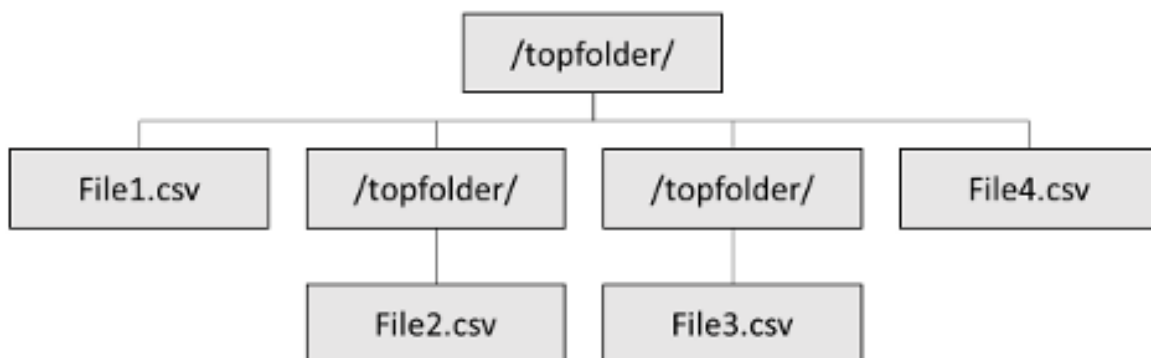 /topfolder/
File1.csv
/topfolder/
/topfolder/
File4.csv
File2.csv
File3.csv